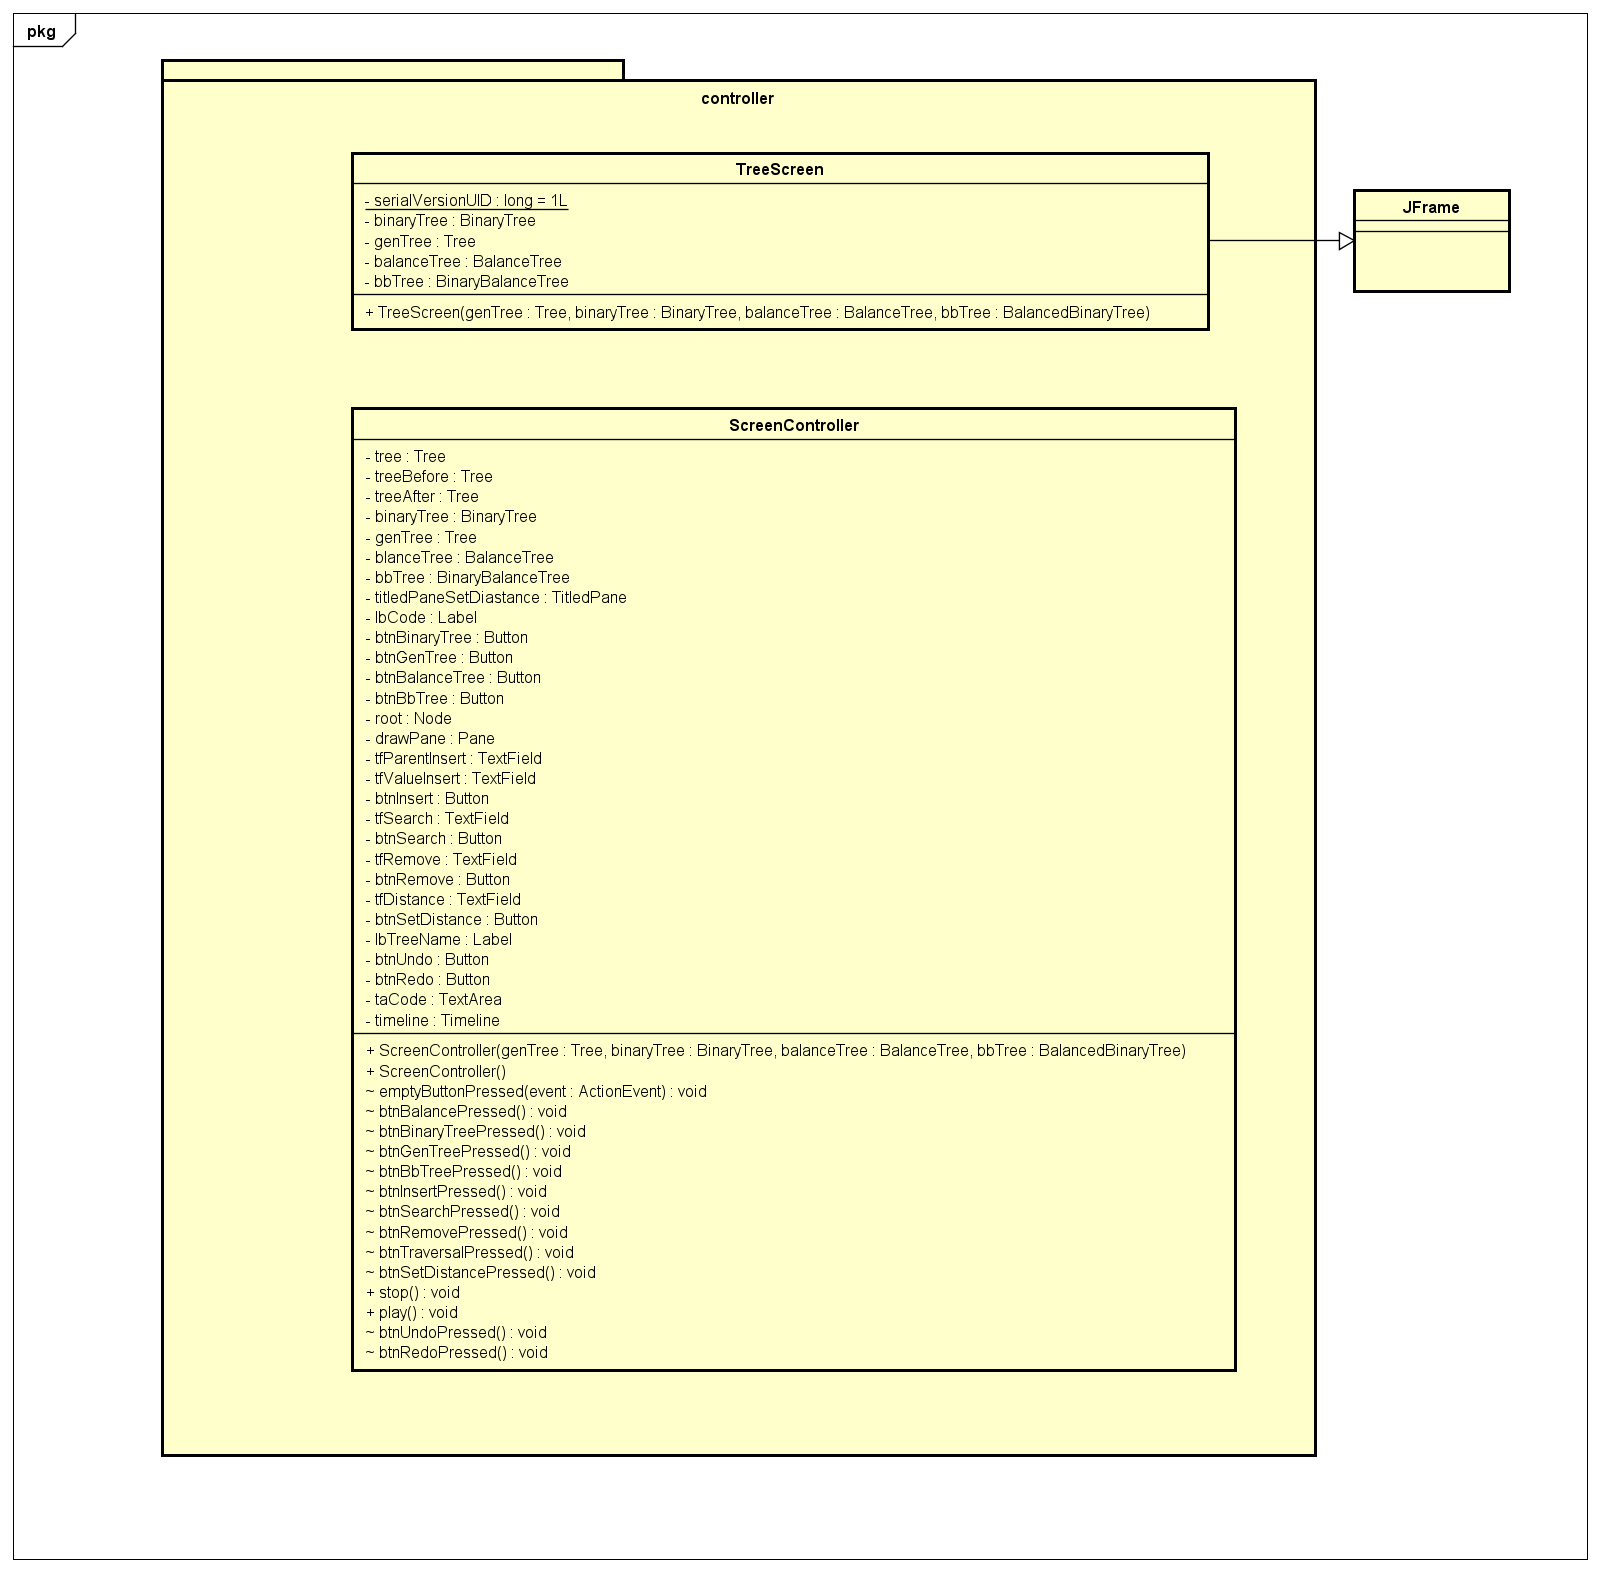 pkg
controller
TreeScreen
- serialVersionUID : long = 1L
- binaryTree : BinaryTree
- genTree : Tree
- balanceTree : BalanceTree
- bbTree : BinaryBalanceTree
+ TreeScreen(genTree : Tree, binaryTree : BinaryTree, balanceTree : BalanceTree, bbTree : BalancedBinaryTree)
JFrame
ScreenController
- tree : Tree
- treeBefore : Tree
- treeAfter : Tree
- binaryTree : BinaryTree
- genTree : Tree
- blanceTree : BalanceTree
- bbTree : BinaryBalanceTree
- titledPaneSetDiastance : TitledPane
- lbCode : Label
- btnBinaryTree : Button
- btnGenTree : Button
- btnBalanceTree : Button
- btnBbTree : Button
- root : Node
- drawPane : Pane
- tfParentInsert : TextField
- tfValueInsert : TextField
- btnInsert : Button
- tfSearch : TextField
- btnSearch : Button
- tfRemove : TextField
- btnRemove : Button
- tfDistance : TextField
- btnSetDistance : Button
- lbTreeName : Label
- btnUndo : Button
- btnRedo : Button
- taCode : TextArea
- timeline : Timeline
+ ScreenController(genTree : Tree, binaryTree : BinaryTree, balanceTree : BalanceTree, bbTree : BalancedBinaryTree)
+ ScreenController()
~ emptyButtonPressed(event : ActionEvent) : void
~ btnBalancePressed() : void
~ btnBinaryTreePressed() : void
~ btnGenTreePressed() : void
~ btnBbTreePressed() : void
~ btnInsertPressed() : void
~ btnSearchPressed() : void
~ btnRemovePressed() : void
~ btnTraversalPressed() : void
~ btnSetDistancePressed() : void
+ stop() : void
+ play() : void
~ btnUndoPressed() : void
~ btnRedoPressed() : void